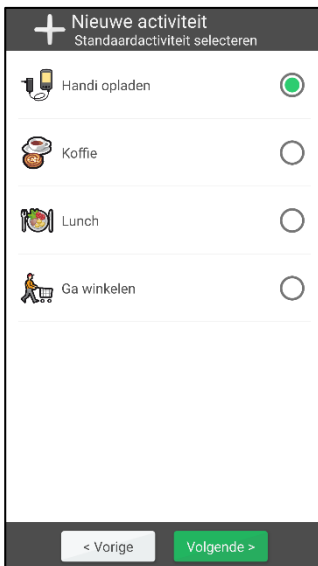 Nieuwe activiteit
Standaardactiviteit selecteren
Handi opladen
Koffie
Lunch
Ga winkelen
< Vorige
Volgende >